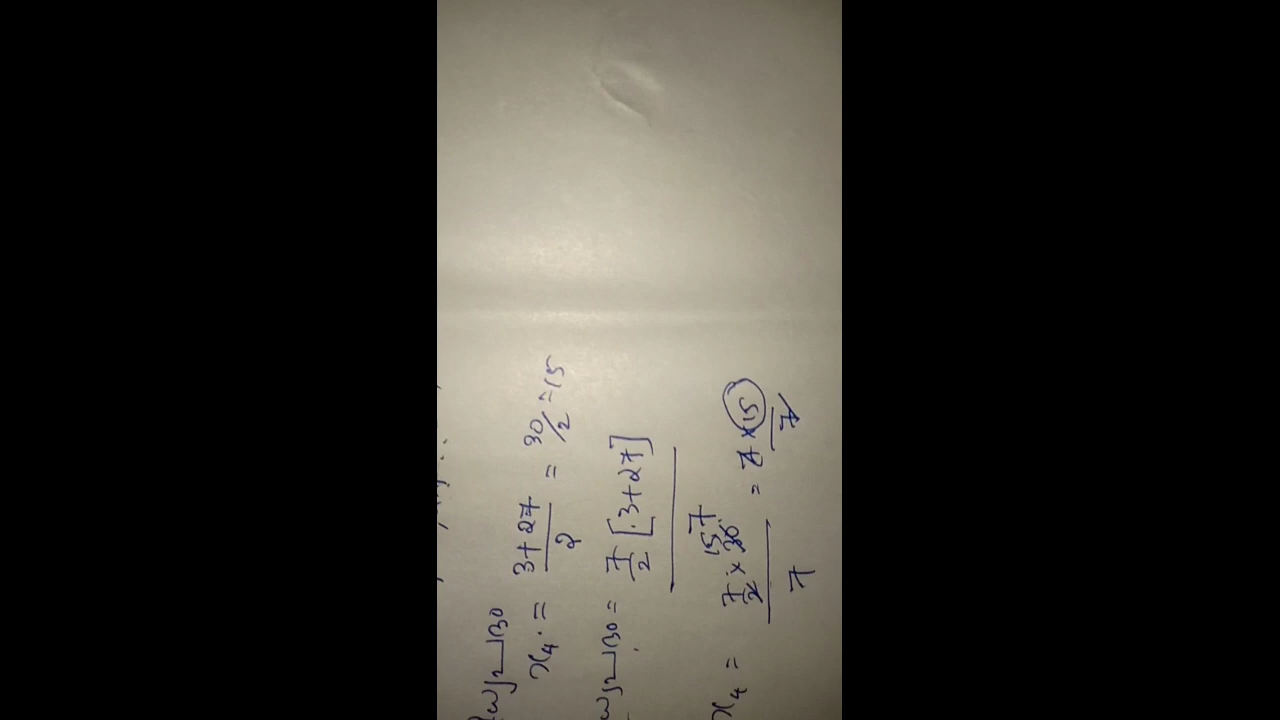 x₄ = 3+27/2 = 30/2 = 15
= 7/2 [3+27]
7
x₄ = 7/2 × 30 15 / 7 = 7×15/7